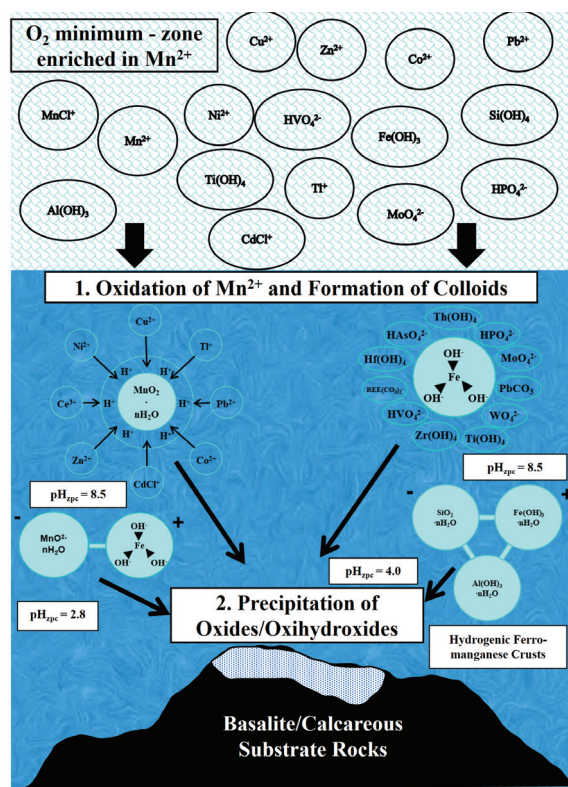 O₂ minimum - zone
enriched in Mn²⁺
Cu²⁺
Zn²⁺
Co²⁺
Pb²⁺
MnCl⁺
Mn²⁺
Ni²⁺
HVO₄²⁻
Fe(OH)₃
Si(OH)₄
Ti(OH)₄
Tl⁺
HPO₄²⁻
Al(OH)₃
MoO₄²⁻
CdCl⁺
1. Oxidation of Mn²⁺ and Formation of Colloids
Cu²⁺
Ni²⁺
Tl⁺
H⁺
H⁺
H⁺
Ce³⁺
H⁺
MnO₂
·
nH₂O
H⁺
Pb²⁺
H⁺
H⁺
Zn²⁺
Co²⁺
CdCl⁺
Th(OH)₄
HAsO₄²⁻
HPO₄²⁻
Hf(OH)₄
OH⁻
MoO₄²⁻
Fe
REE(CO₃)₂⁻
OH⁻
OH⁻
PbCO₃
HVO₄²⁻
WO₄²⁻
Zr(OH)₄
Ti(OH)₄
pHzpc = 8.5
-
+
MnO²⁻
nH₂O
OH⁻
Fe
OH⁻
OH⁻
pHzpc = 2.8
pHzpc = 8.5
-
+
SiO₂
·nH₂O
Fe(OH)₃
·nH₂O
Al(OH)₃
·nH₂O
pHzpc = 4.0
2. Precipitation of
Oxides/Oxihydroxides
Hydrogenic Ferro-
manganese Crusts
Basalite/Calcareous
Substrate Rocks